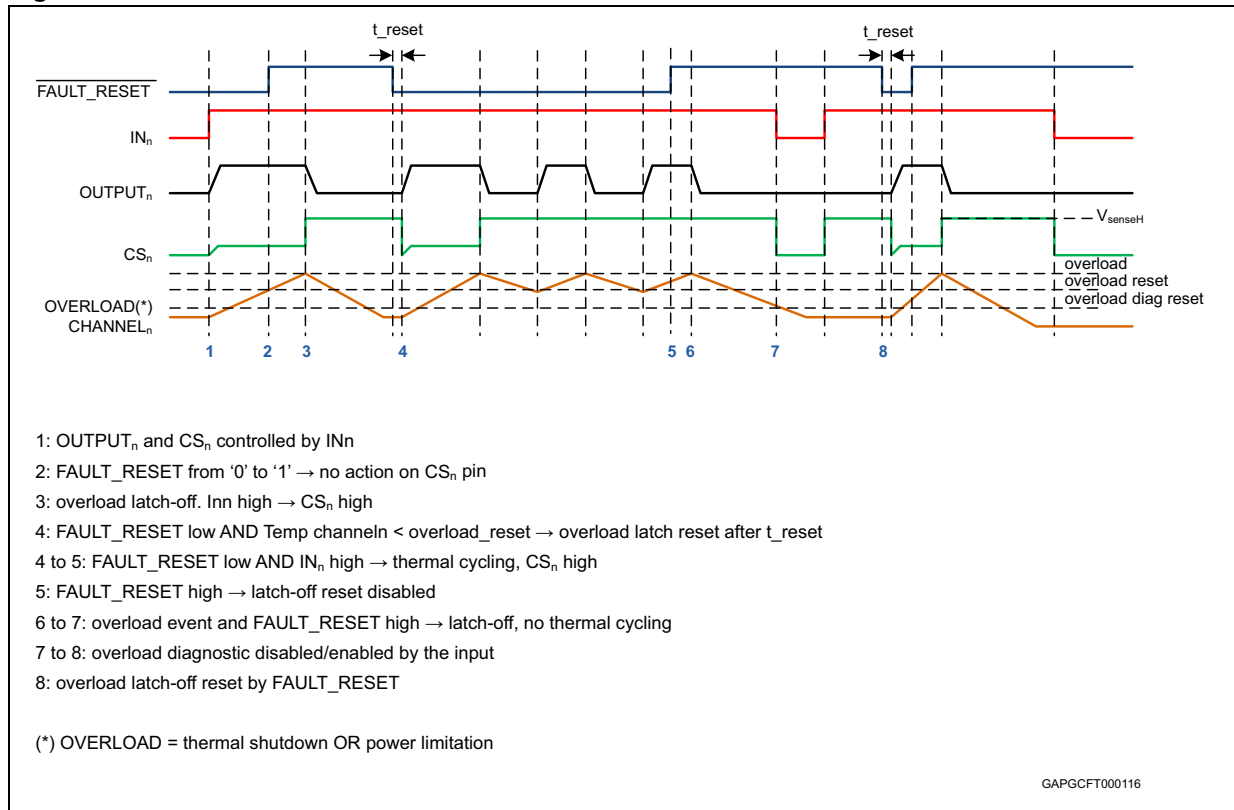 t_reset
t_reset
FAULT_RESET
INn
OUTPUTn
VsenseH
CSn
overload
overload reset
overload diag reset
OVERLOAD(*)
CHANNELn
1 2 3 4 5 6 7 8
1: OUTPUTn and CSn controlled by INn
2: FAULT_RESET from ‘0’ to ‘1’ → no action on CSn pin
3: overload latch-off. Inn high → CSn high
4: FAULT_RESET low AND Temp channeln < overload_reset → overload latch reset after t_reset
4 to 5: FAULT_RESET low AND INn high → thermal cycling, CSn high
5: FAULT_RESET high → latch-off reset disabled
6 to 7: overload event and FAULT_RESET high → latch-off, no thermal cycling
7 to 8: overload diagnostic disabled/enabled by the input
8: overload latch-off reset by FAULT_RESET
(*) OVERLOAD = thermal shutdown OR power limitation
GAPGCFT000116